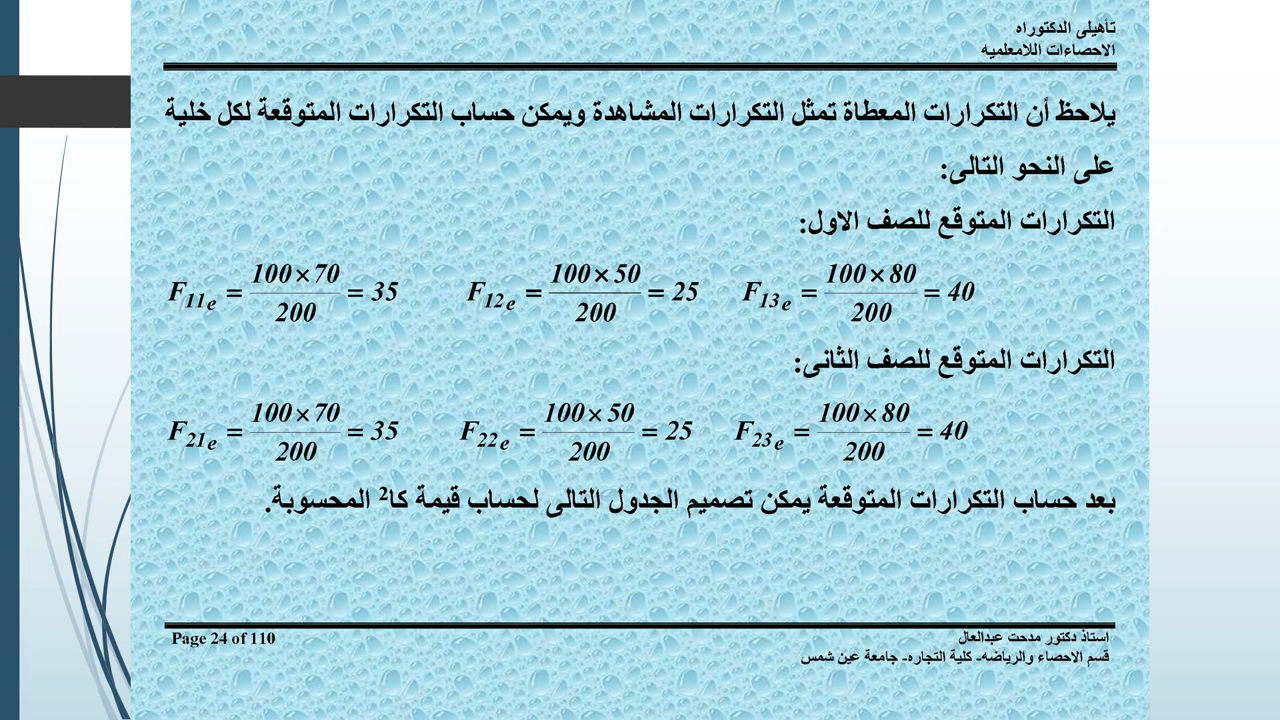 تأهيلى الدكتوراه
الاحصاءات اللامعلميه
يلاحظ أن التكرارات المعطاة تمثل التكرارات المشاهدة ويمكن حساب التكرارات المتوقعة لكل خلية
على النحو التالى:
التكرارات المتوقع للصف الاول:
F11e = 100×70/200 = 35 F12e = 100×50/200 = 25 F13e = 100×80/200 = 40
التكرارات المتوقع للصف الثانى:
F21e = 100×70/200 = 35 F22e = 100×50/200 = 25 F23e = 100×80/200 = 40
بعد حساب التكرارات المتوقعة يمكن تصميم الجدول التالى لحساب قيمة كا² المحسوبة.
استاذ دكتور مدحت عبدالعال Page 24 of 110
قسم الاحصاء والرياضه- كلية التجاره- جامعة عين شمس